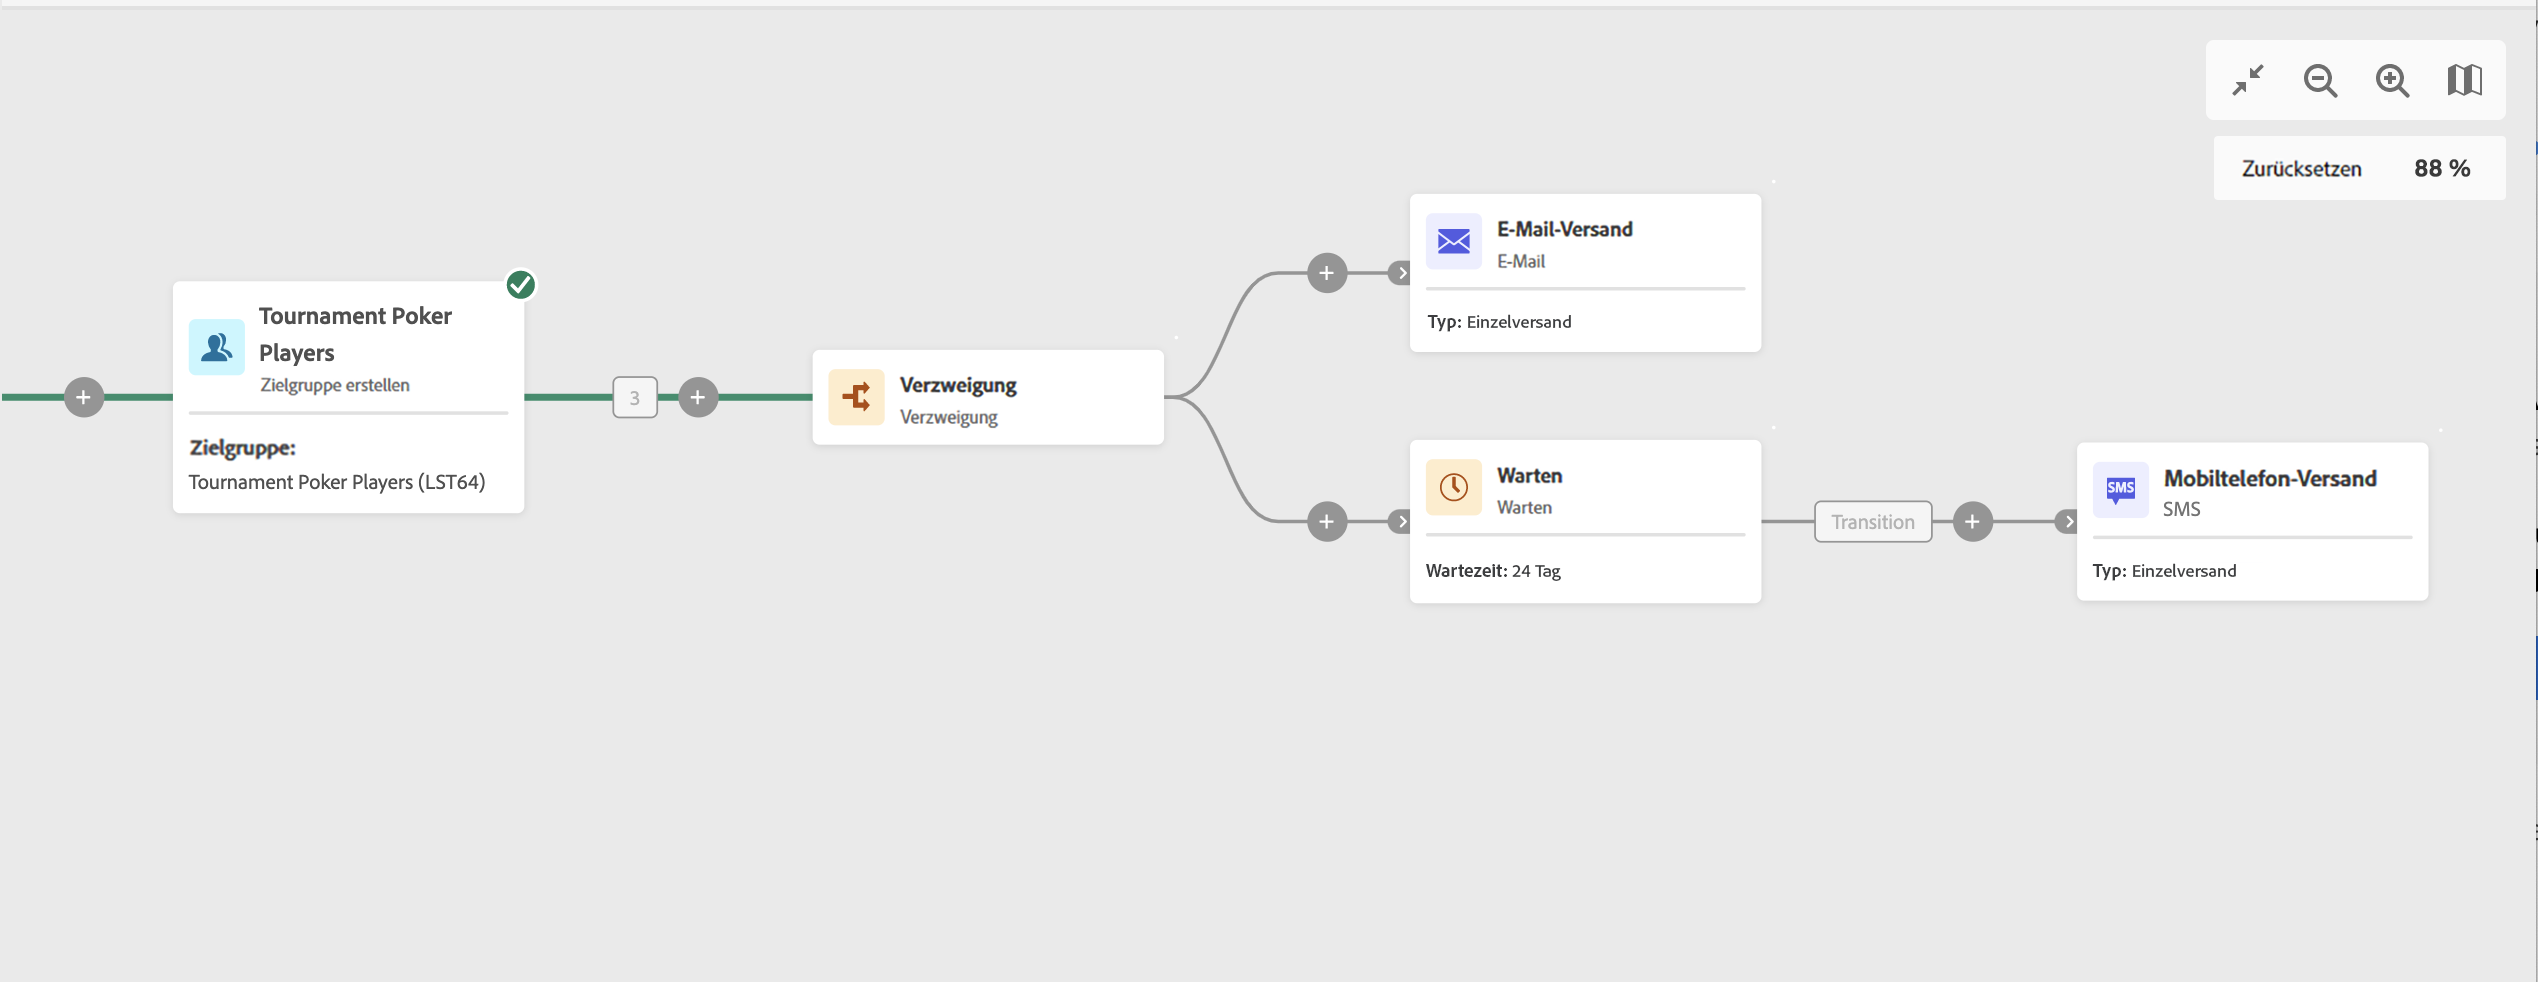 Zurücksetzen 88 %
Tournament Poker
Players
Zielgruppe erstellen
Zielgruppe:
Tournament Poker Players (LST64)
3
Verzweigung
Verzweigung
E-Mail-Versand
E-Mail
Typ: Einzelversand
Warten
Warten
Wartezeit: 24 Tag
Transition
SMS
Mobiltelefon-Versand
SMS
Typ: Einzelversand